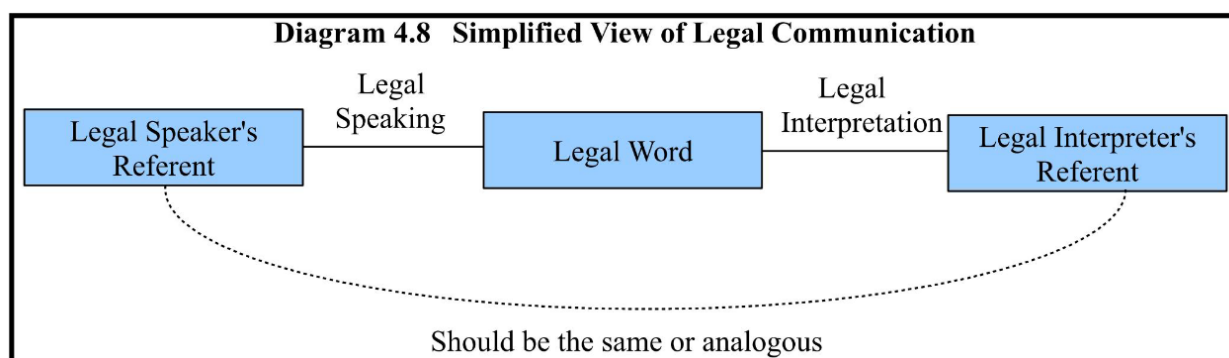 Diagram 4.8 Simplified View of Legal Communication
Legal
Speaking
Legal
Interpretation
Legal Speaker's
Referent
Legal Word
Legal Interpreter's
Referent
Should be the same or analogous